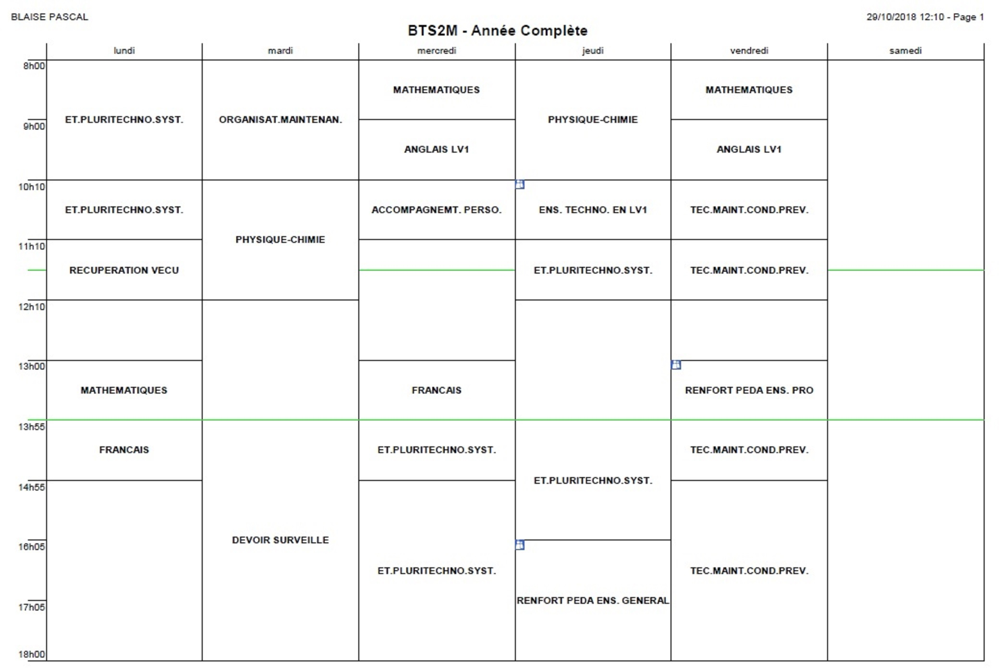 BLAISE PASCAL
29/10/2018 12:10 - Page 1
BTS2M - Année Complète
lundi mardi mercredi jeudi vendredi samedi
8h00
MATHEMATIQUES MATHEMATIQUES
ET.PLURITECHNO.SYST. ORGANISAT.MAINTENAN. PHYSIQUE-CHIMIE
9h00
ANGLAIS LV1 ANGLAIS LV1
10h10
ET.PLURITECHNO.SYST. ACCOMPAGNEMT. PERSO. ENS. TECHNO. EN LV1 TEC.MAINT.COND.PREV.
PHYSIQUE-CHIMIE
11h10
RECUPERATION VECU ET.PLURITECHNO.SYST. TEC.MAINT.COND.PREV.
12h10
13h00
MATHEMATIQUES FRANCAIS RENFORT PEDA ENS. PRO
13h55
FRANCAIS ET.PLURITECHNO.SYST. TEC.MAINT.COND.PREV.
ET.PLURITECHNO.SYST.
14h55
DEVOIR SURVEILLE
16h05
ET.PLURITECHNO.SYST. TEC.MAINT.COND.PREV.
RENFORT PEDA ENS. GENERAL
17h05
18h00